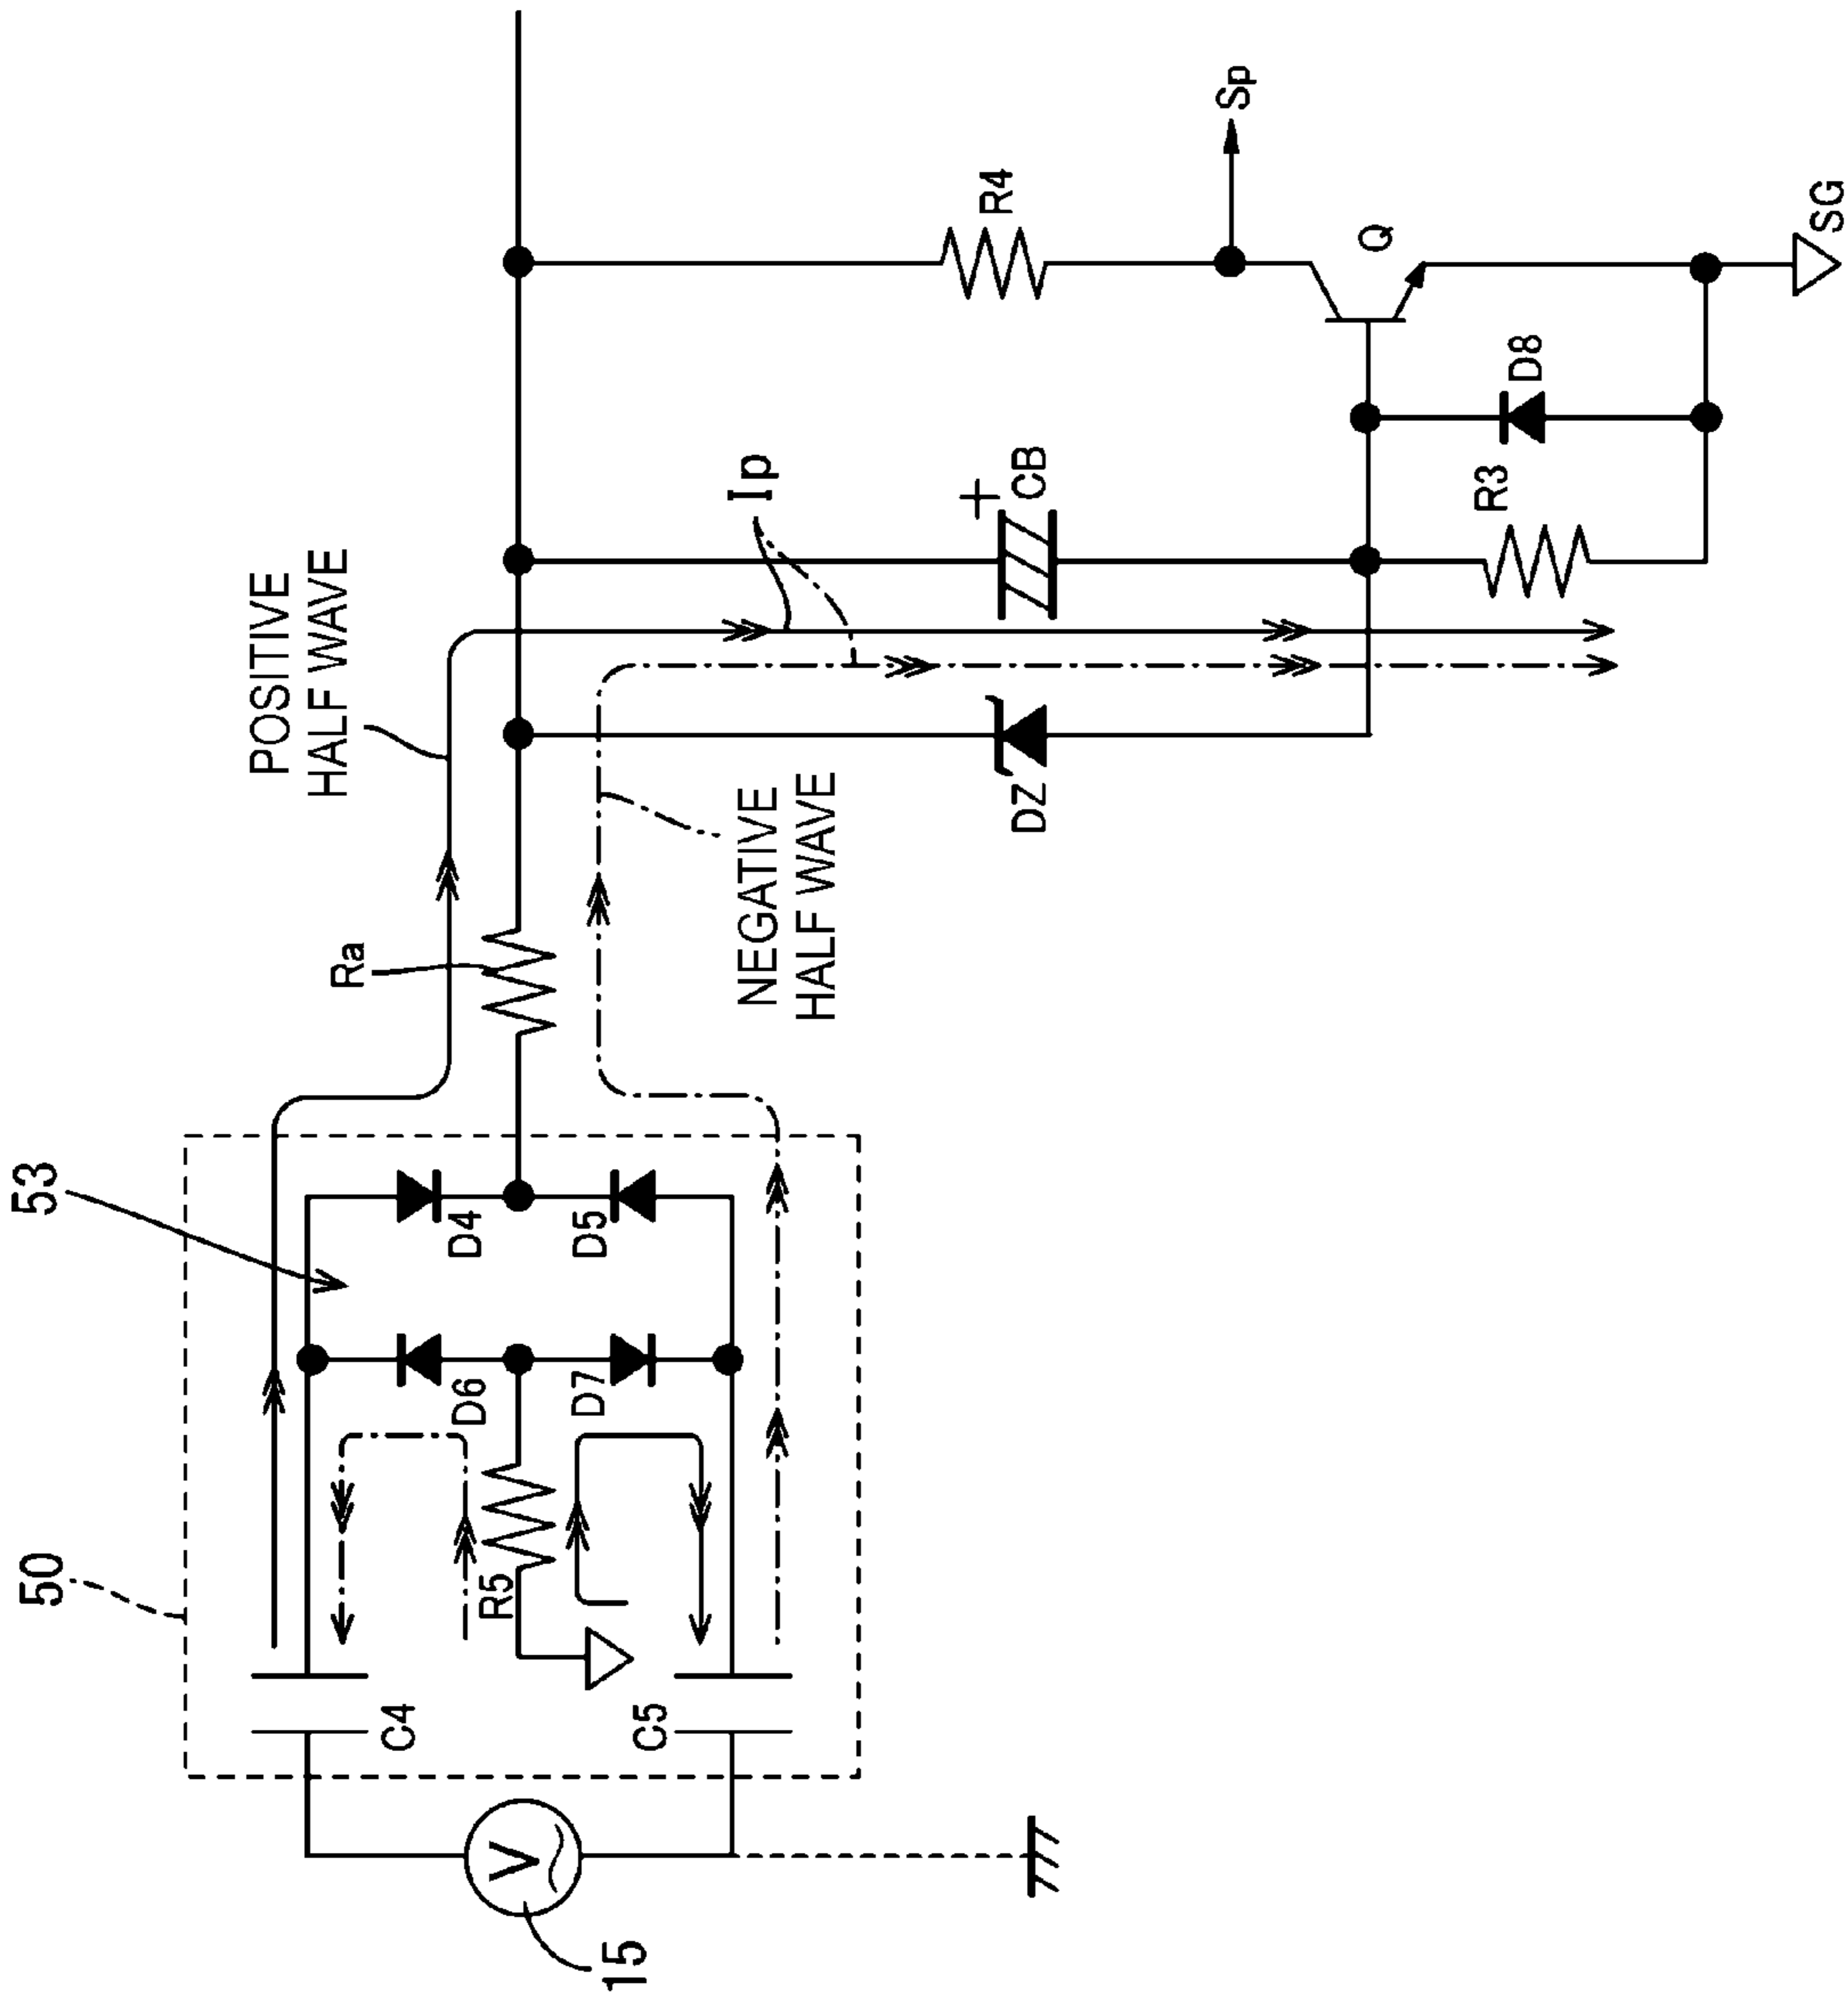 15
V
50
53
C4
C5
R5
D6
D7
D4
D5
Ra
POSITIVE
HALF WAVE
NEGATIVE
HALF WAVE
Ip
DZ
+
CB
R3
D8
R4
Q
Sp
SG